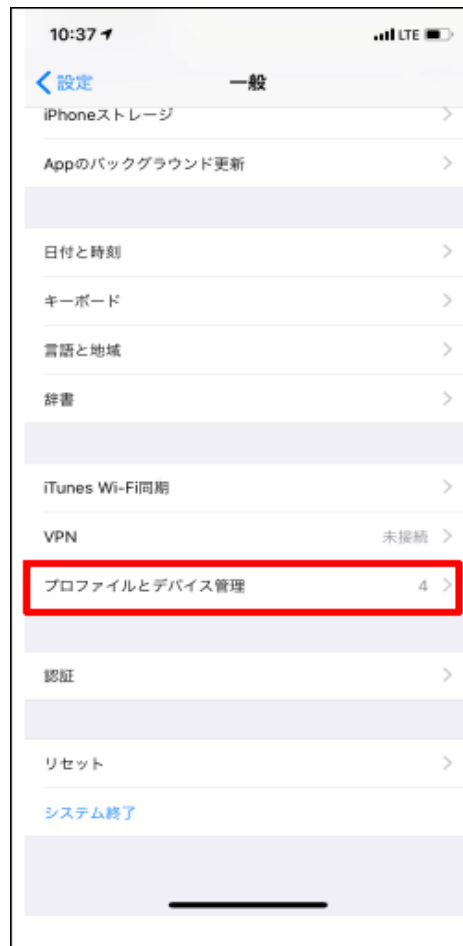 10:37
LTE
設定
一般
iPhoneストレージ
Appのバックグラウンド更新
日付と時刻
キーボード
言語と地域
辞書
iTunes Wi-Fi同期
VPN 未接続
プロファイルとデバイス管理 4
認証
リセット
システム終了